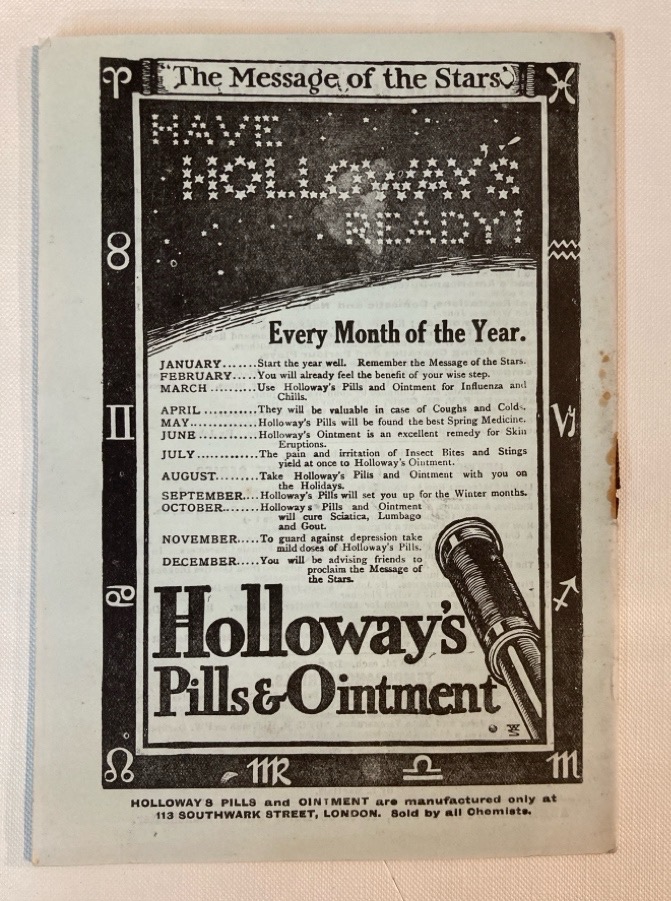 "The Message of the Stars"
HAVE
HOLLOWAY'S
READY!
Every Month of the Year.
JANUARY.......Start the year well. Remember the Message of the Stars.
FEBRUARY.....You will already feel the benefit of your wise step.
MARCH ...........Use Holloway's Pills and Ointment for Influenza and
Chills.
APRIL ............They will be valuable in case of Coughs and Colds.
MAY...............Holloway's Pills will be found the best Spring Medicine.
JUNE .............Holloway's Ointment is an excellent remedy for Skin
Eruptions.
JULY..............The pain and irritation of Insect Bites and Stings
yield at once to Holloway's Ointment.
AUGUST..........Take Holloway's Pills and Ointment with you on
the Holidays.
SEPTEMBER....Holloway's Pills will set you up for the Winter months.
OCTOBER........Holloway's Pills and Ointment
will cure Sciatica, Lumbago
and Gout.
NOVEMBER.....To guard against depression take
mild doses of Holloway's Pills.
DECEMBER.....You will be advising friends to
proclaim the Message of
the Stars.
Holloway's
Pills & Ointment
HOLLOWAY'S PILLS and OINTMENT are manufactured only at
113 SOUTHWARK STREET, LONDON. Sold by all Chemists.